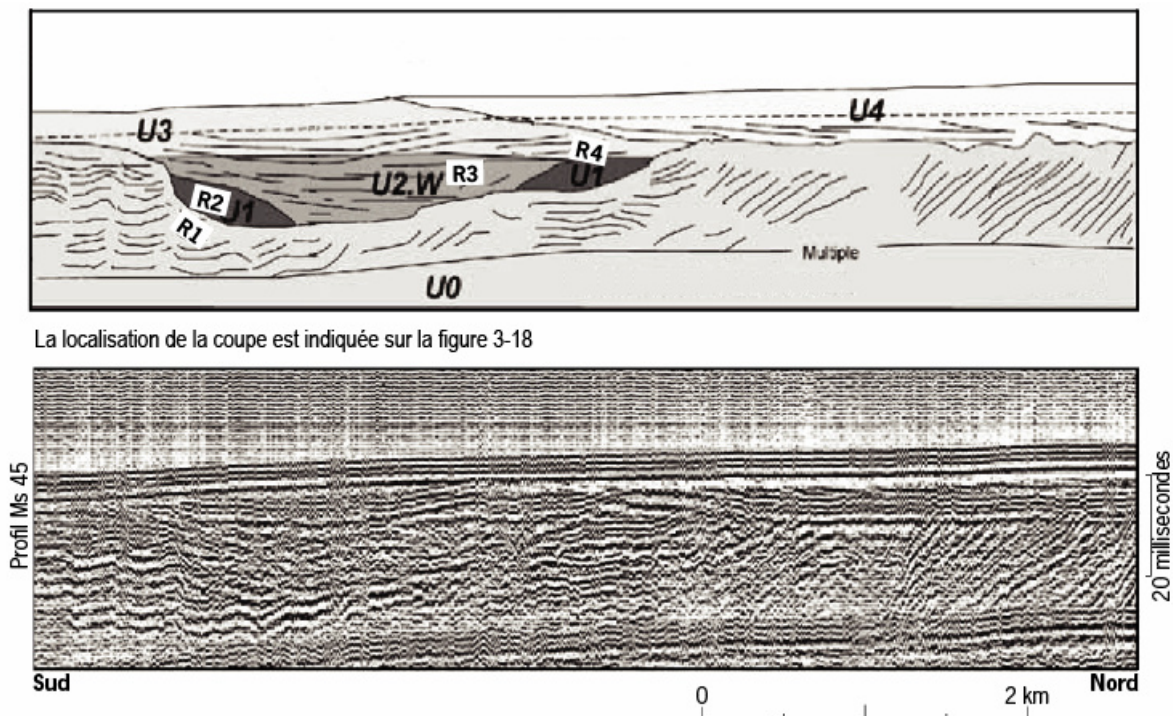 U3
U4
R4
R3
U1
U2.W
R2
U1
R1
Multiple
U0
La localisation de la coupe est indiquée sur la figure 3-18
Profil Ms 45
20 millisecondes
Sud
Nord
0
2 km